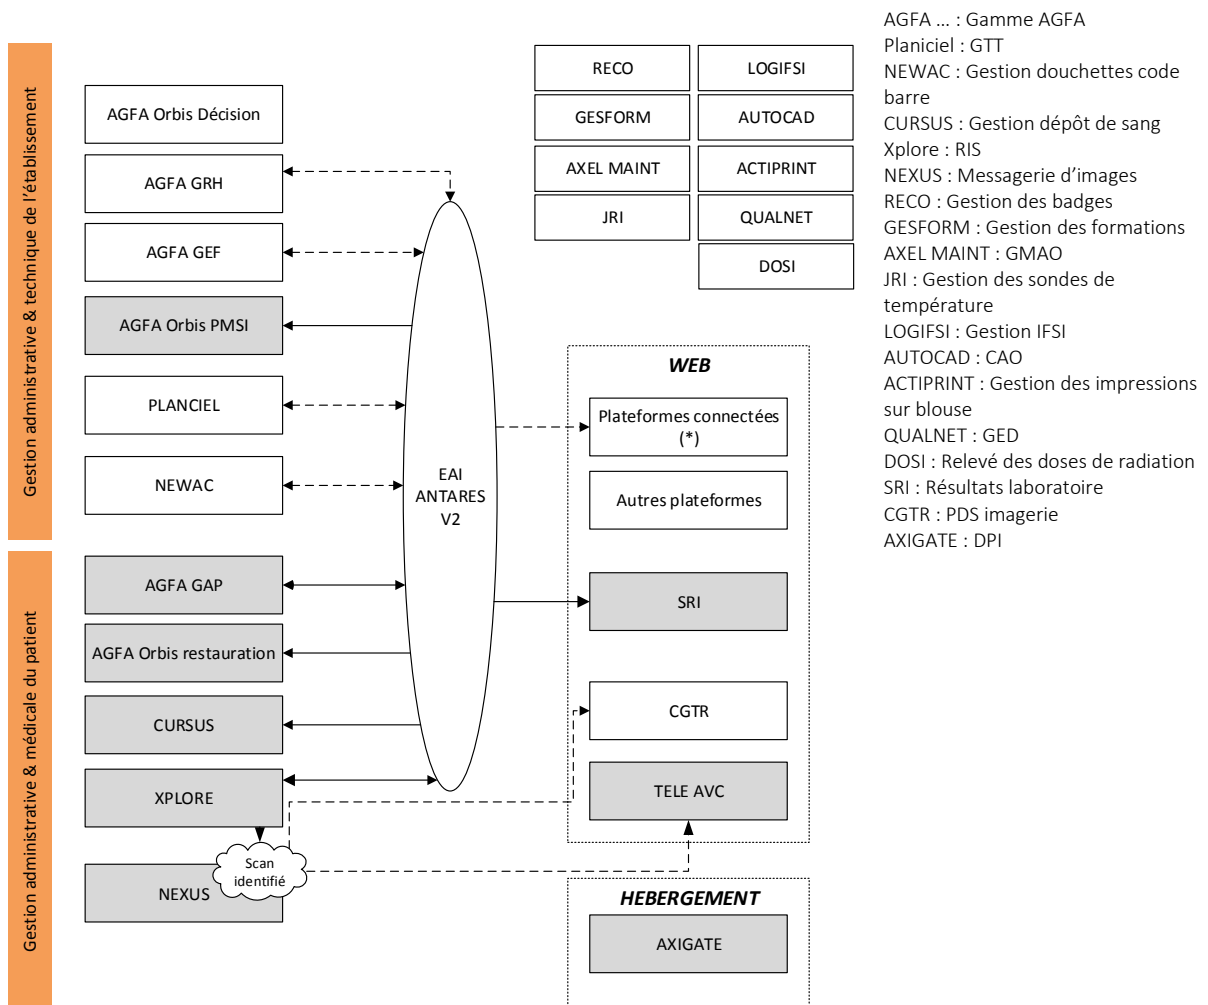 Gestion administrative & technique de l'établissement
AGFA Orbis Décision
AGFA GRH
AGFA GEF
AGFA Orbis PMSI
PLANCIEL
NEWAC
Gestion administrative & médicale du patient
AGFA GAP
AGFA Orbis restauration
CURSUS
XPLORE
Scan
identifié
NEXUS
EAI
ANTARES
V2
RECO
LOGIFSI
GESFORM
AUTOCAD
AXEL MAINT
ACTIPRINT
JRI
QUALNET
DOSI
WEB
Plateformes connectées
(*)
Autres plateformes
SRI
CGTR
TELE AVC
HEBERGEMENT
AXIGATE
AGFA ... : Gamme AGFA
Planiciel : GTT
NEWAC : Gestion douchettes code
barre
CURSUS : Gestion dépôt de sang
Xplore : RIS
NEXUS : Messagerie d'images
RECO : Gestion des badges
GESFORM : Gestion des formations
AXEL MAINT : GMAO
JRI : Gestion des sondes de
température
LOGIFSI : Gestion IFSI
AUTOCAD : CAO
ACTIPRINT : Gestion des impressions
sur blouse
QUALNET : GED
DOSI : Relevé des doses de radiation
SRI : Résultats laboratoire
CGTR : PDS imagerie
AXIGATE : DPI